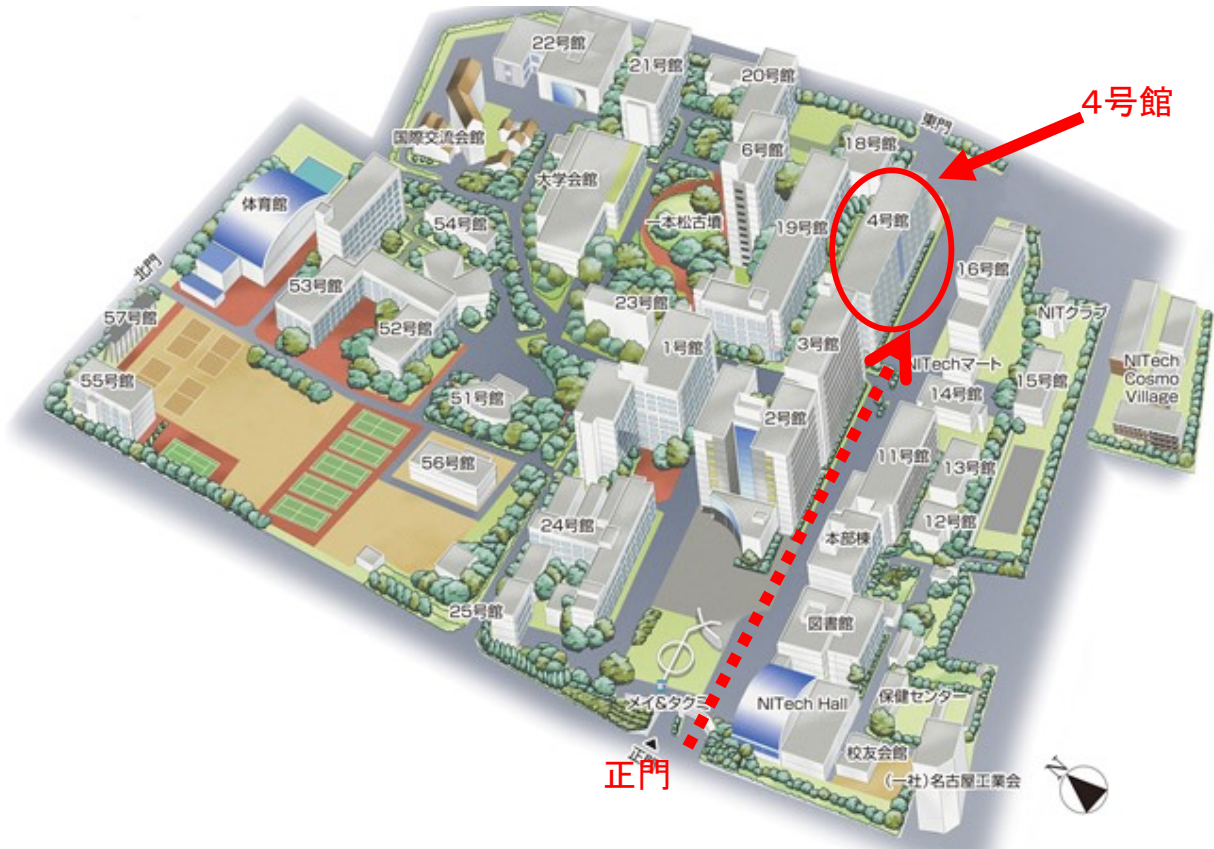 22号館
21号館
20号館
4号館
東門
国際交流会館
6号館
18号館
大学会館
体育館
54号館
一本松古墳
19号館
4号館
北門
16号館
53号館
23号館
57号館
52号館
1号館
3号館
NITクラブ
NITechマート
NITech
Cosmo
Village
55号館
51号館
14号館
15号館
2号館
56号館
11号館
13号館
24号館
本部棟
12号館
25号館
図書館
メイ&タクミ
NITech Hall
保健センター
正門
正門
校友会館
(一社)名古屋工業会
N